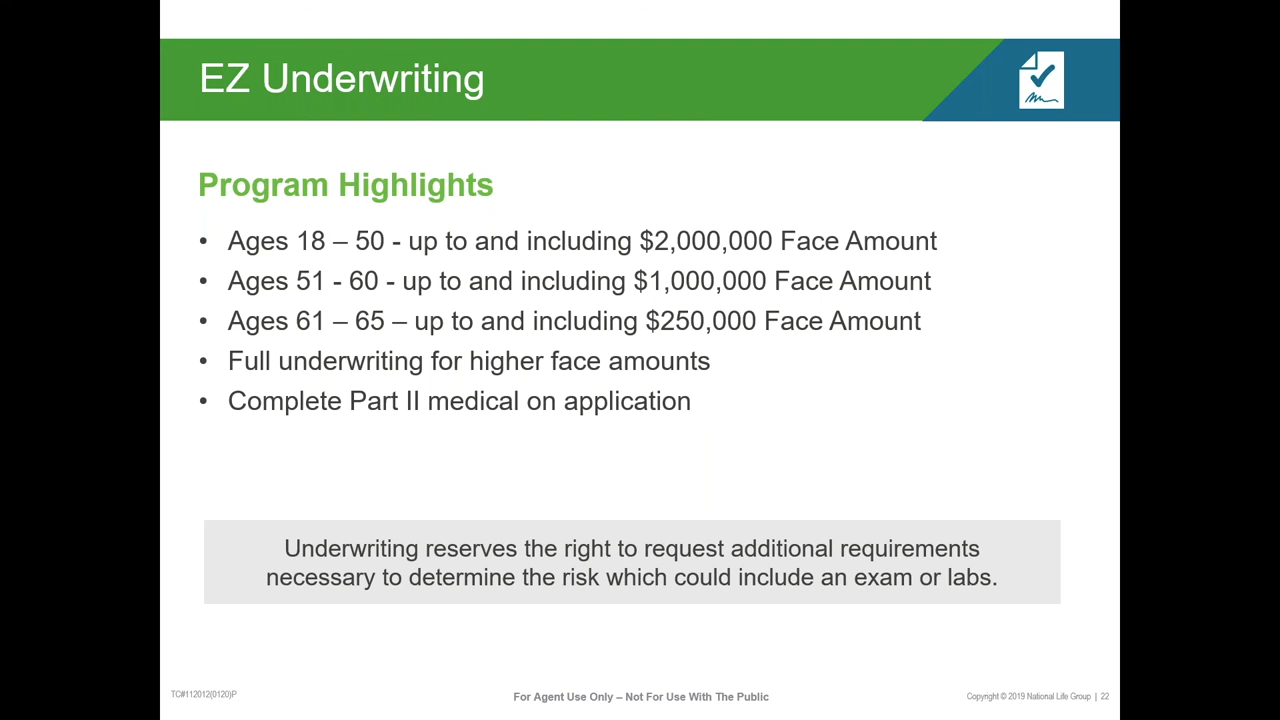 EZ Underwriting
Program Highlights
• Ages 18 – 50 - up to and including $2,000,000 Face Amount
• Ages 51 - 60 - up to and including $1,000,000 Face Amount
• Ages 61 – 65 – up to and including $250,000 Face Amount
• Full underwriting for higher face amounts
• Complete Part II medical on application
Underwriting reserves the right to request additional requirements
necessary to determine the risk which could include an exam or labs.
TC#112012(0120)P
For Agent Use Only – Not For Use With The Public
Copyright © 2019 National Life Group | 22